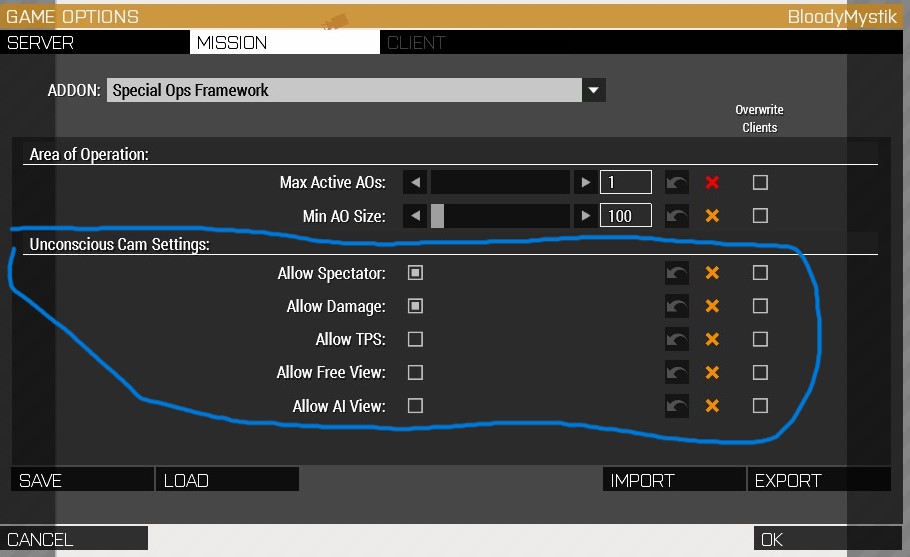 GAME OPTIONS BloodyMystik
SERVER MISSION CLIENT
ADDON: Special Ops Framework
Overwrite
Clients
Area of Operation:
Max Active AOs: 1
Min AO Size: 100
Unconscious Cam Settings:
Allow Spectator:
Allow Damage:
Allow TPS:
Allow Free View:
Allow AI View:
SAVE LOAD IMPORT EXPORT
CANCEL OK